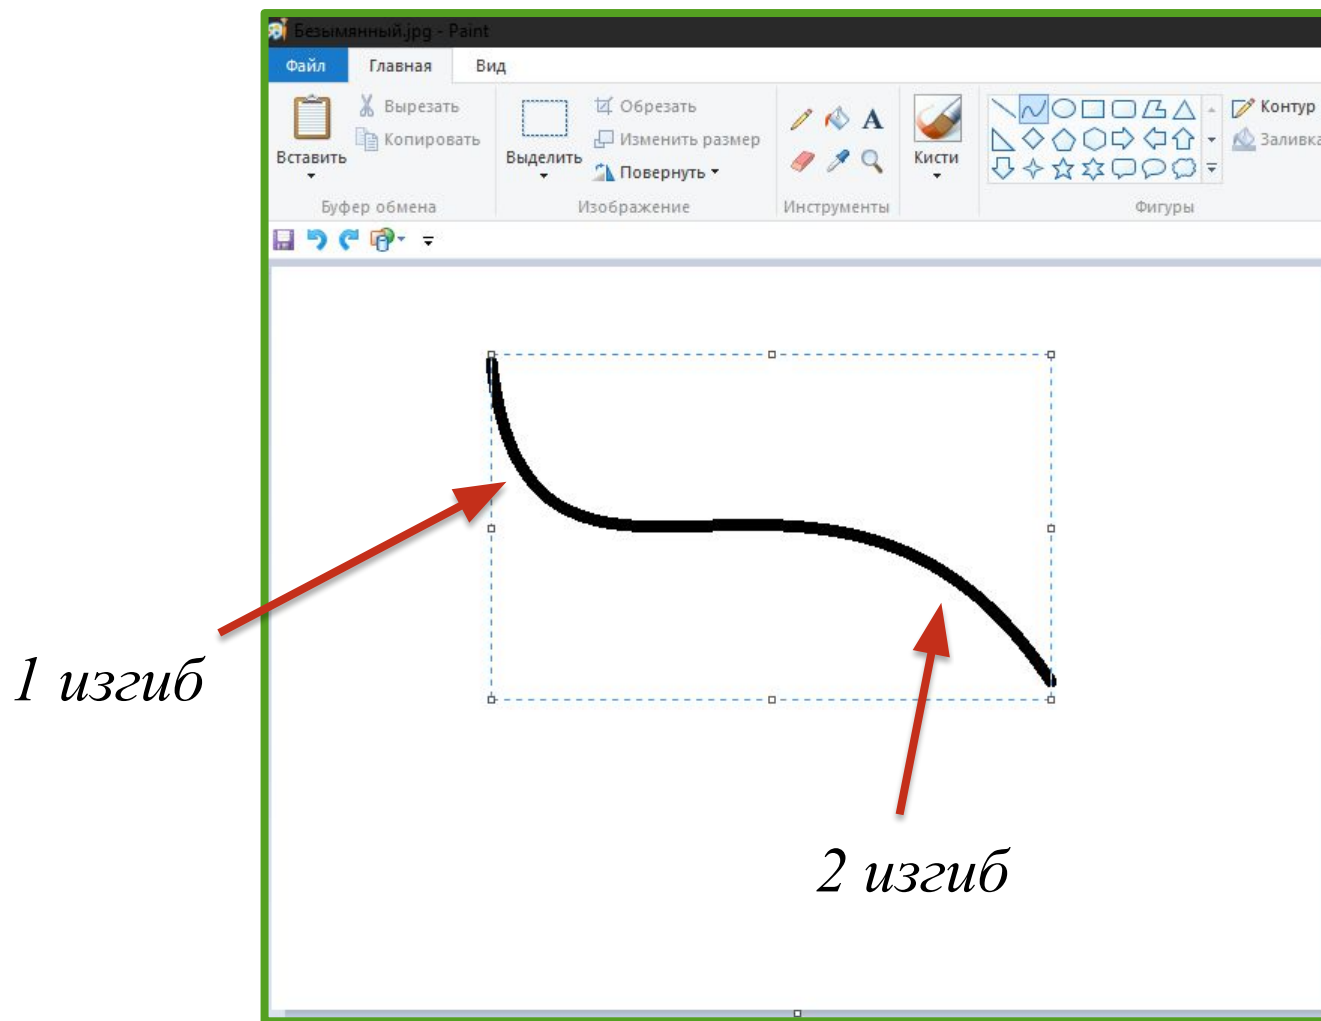 Безымянный.jpg - Paint
Файл Главная Вид
Вставить
Вырезать
Копировать
Буфер обмена
Выделить
Обрезать
Изменить размер
Повернуть
Изображение
A
Инструменты
Кисти
Фигуры
Контур
Заливка
1 изгиб
2 изгиб